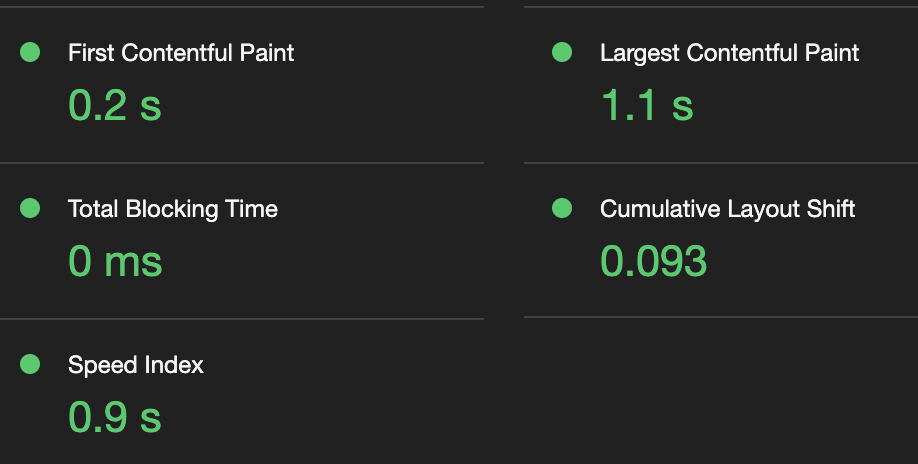 First Contentful Paint
0.2 s
Largest Contentful Paint
1.1 s
Total Blocking Time
0 ms
Cumulative Layout Shift
0.093
Speed Index
0.9 s